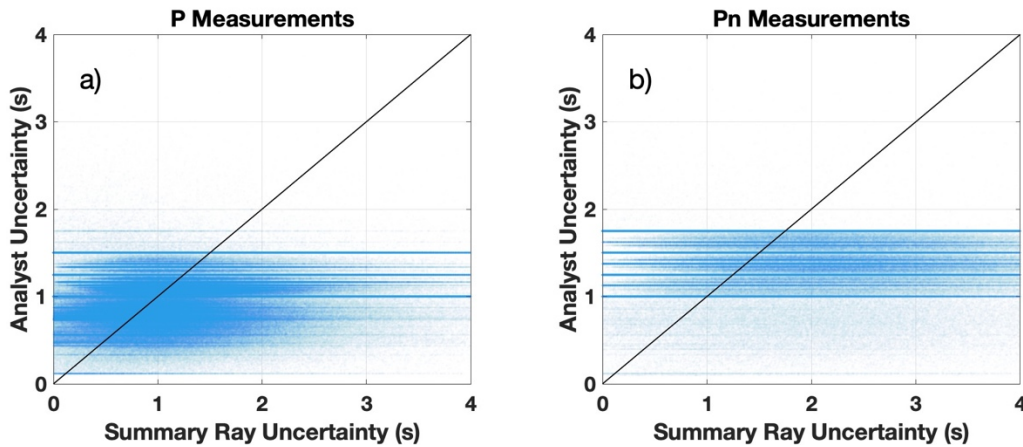 P Measurements
a)
4
3
2
1
0
Analyst Uncertainty (s)
0 1 2 3 4
Summary Ray Uncertainty (s)
Pn Measurements
b)
4
3
2
1
0
Analyst Uncertainty (s)
0 1 2 3 4
Summary Ray Uncertainty (s)